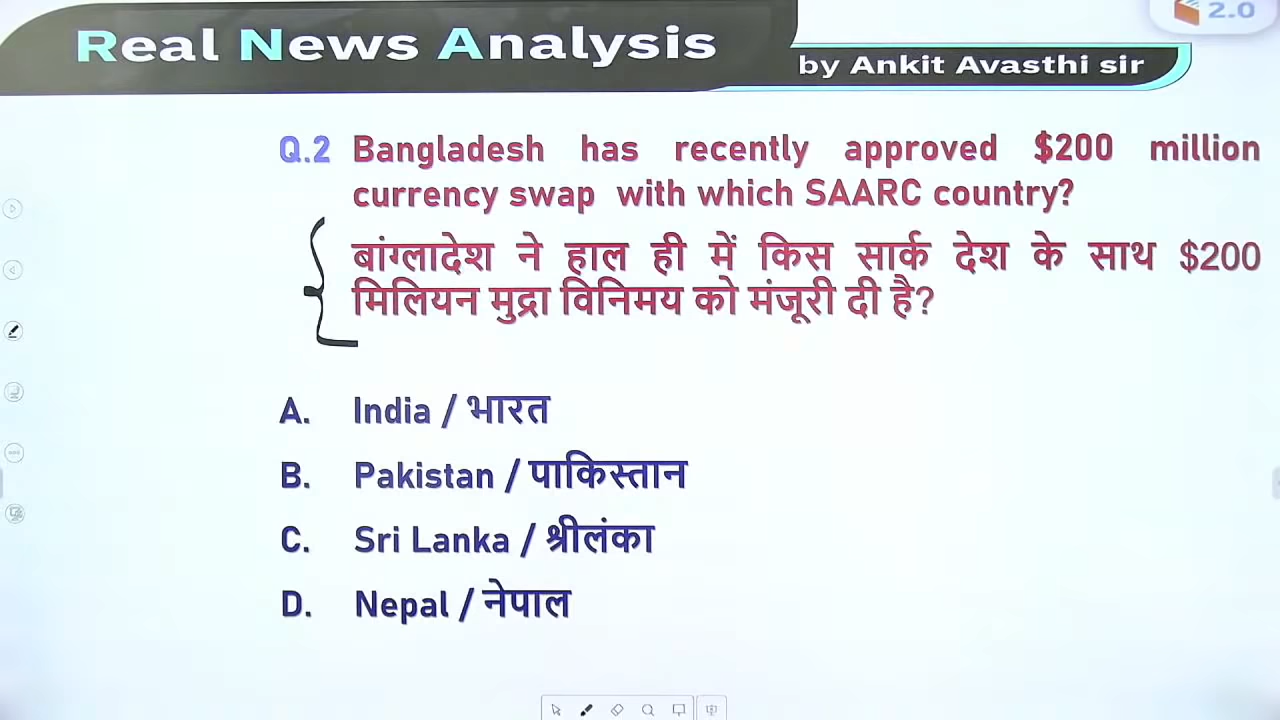 2.0
Real News Analysis
by Ankit Avasthi sir
Q.2 Bangladesh has recently approved $200 million
currency swap with which SAARC country?
बांग्लादेश ने हाल ही में किस सार्क देश के साथ $200
मिलियन मुद्रा विनिमय को मंजूरी दी है?
A. India / भारत
B. Pakistan / पाकिस्तान
C. Sri Lanka / श्रीलंका
D. Nepal / नेपाल